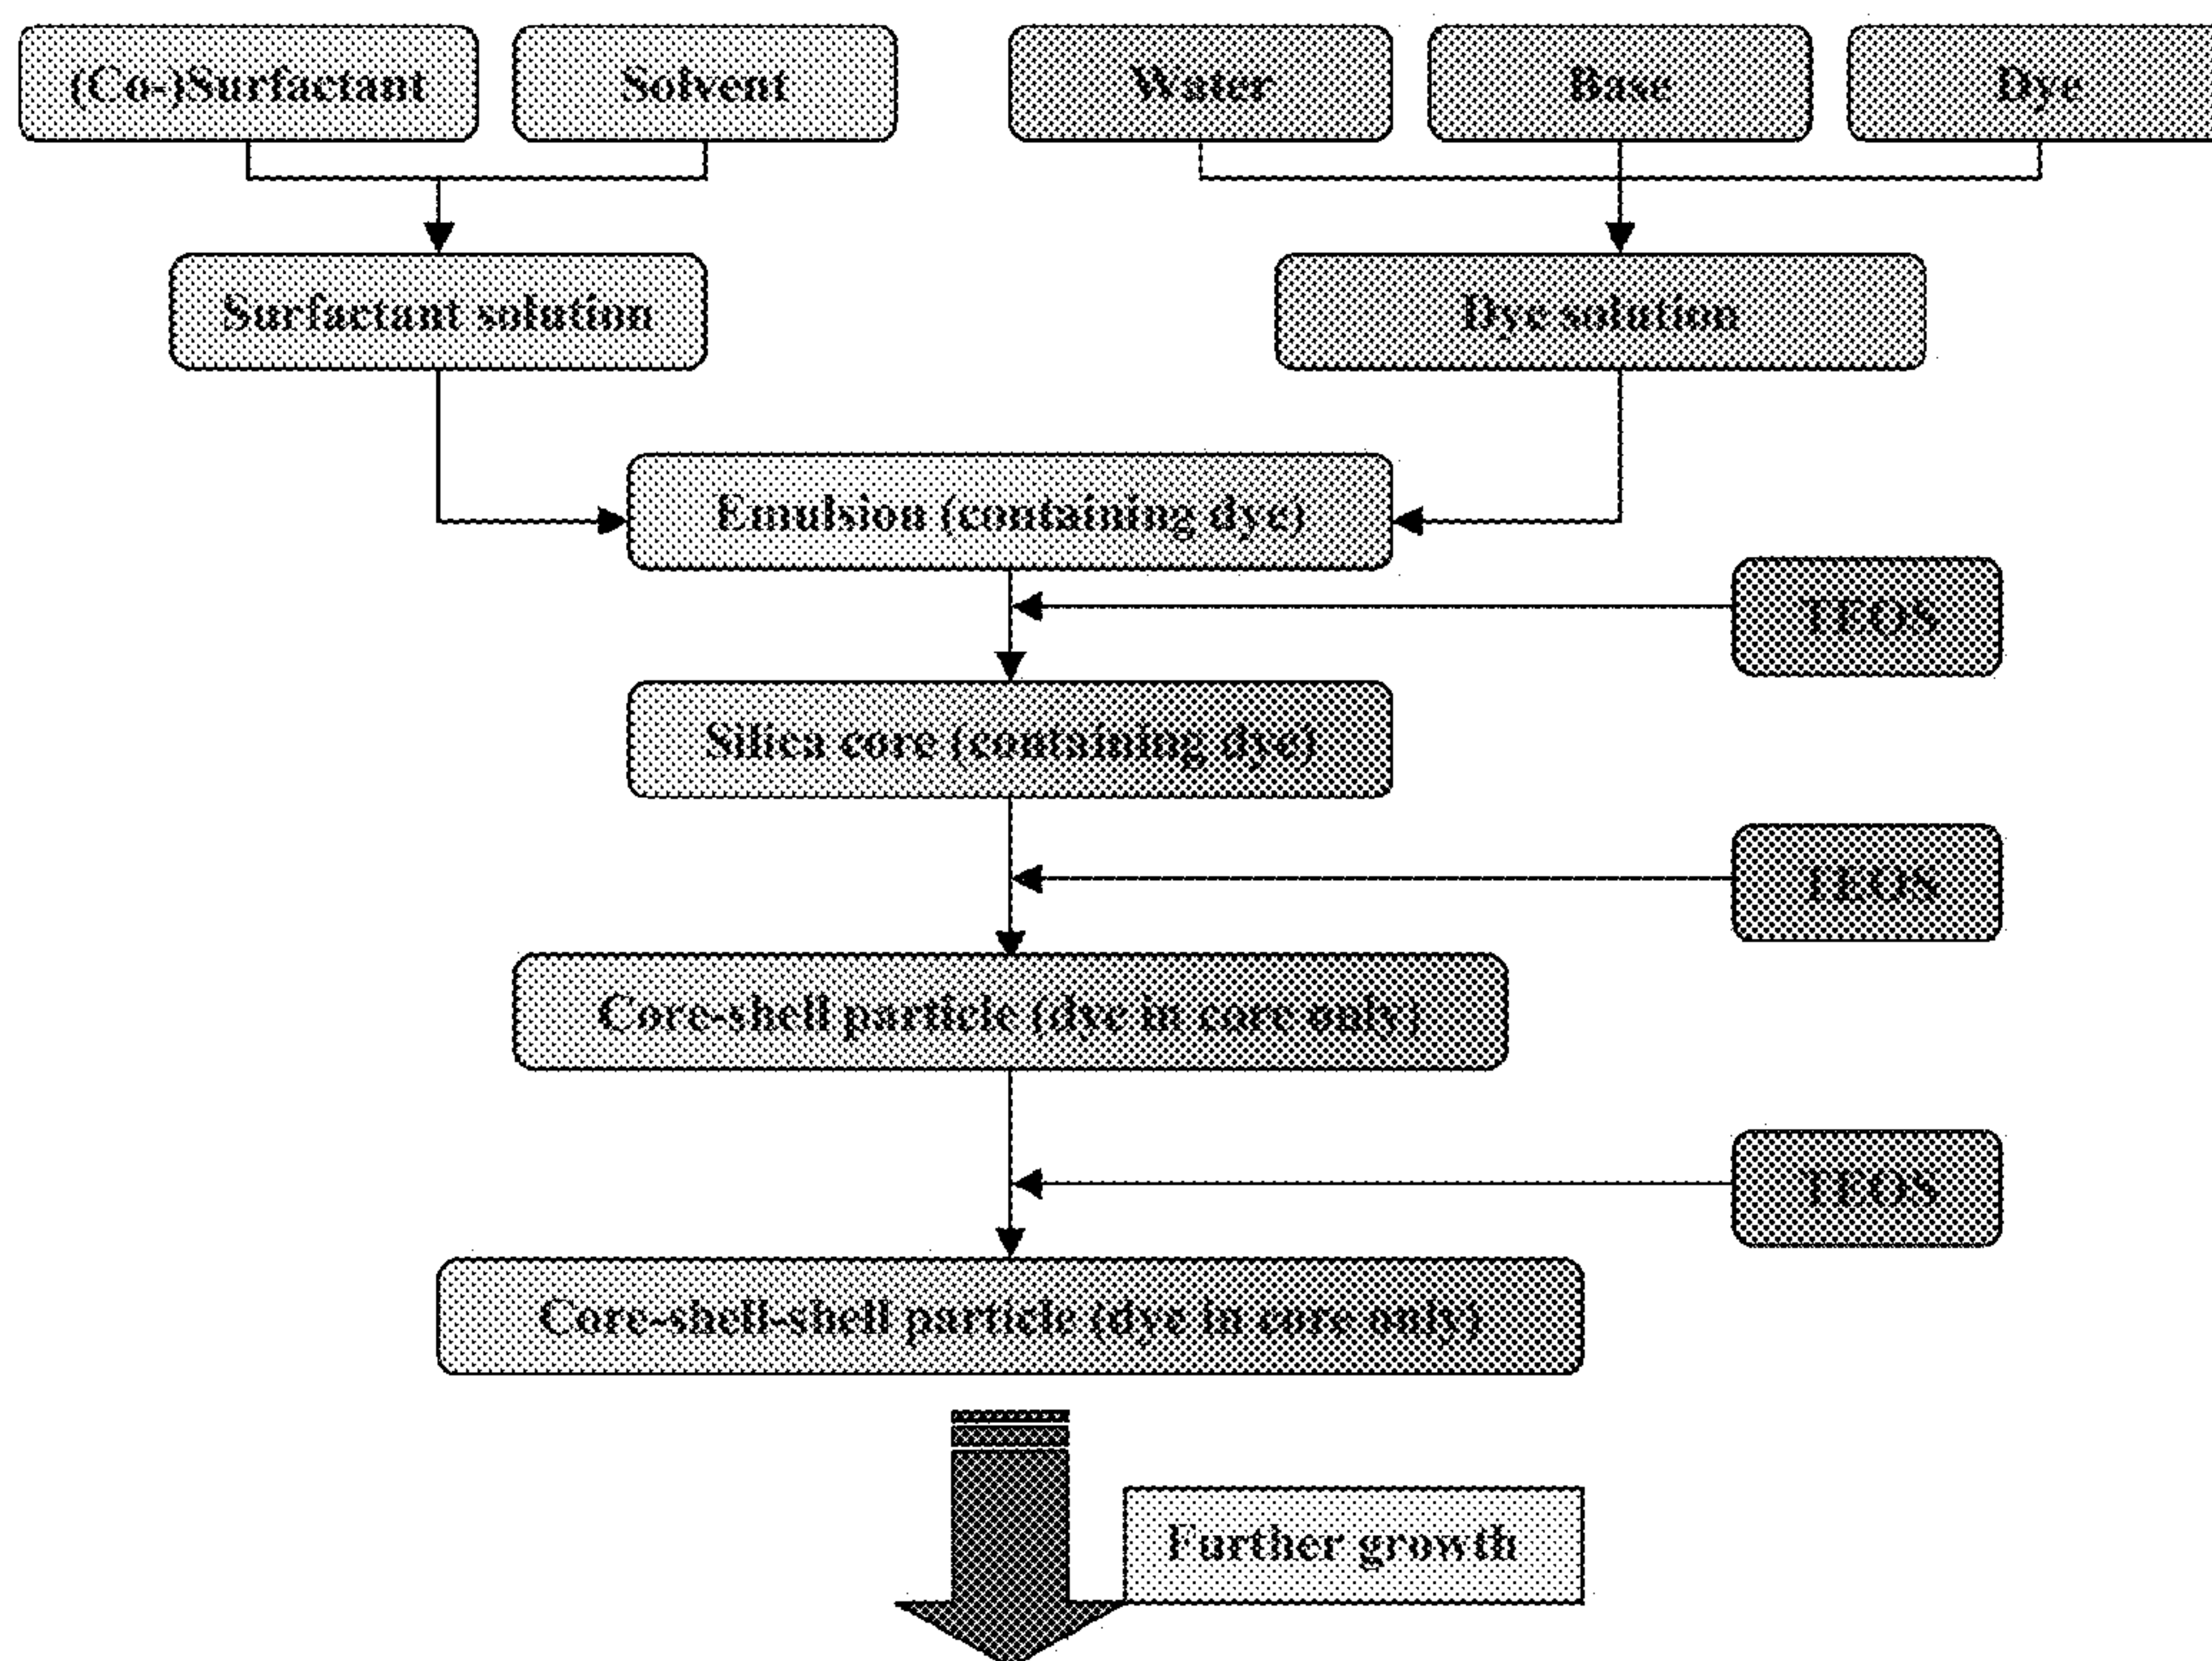 (Co-)Surfactant
Solvent
Water
Base
Dye
Surfactant solution
Dye solution
Emulsion (containing dye)
TEOS
Silica core (containing dye)
TEOS
Core-shell particle (dye in core only)
TEOS
Core-shell-shell particle (dye in core only)
Further growth